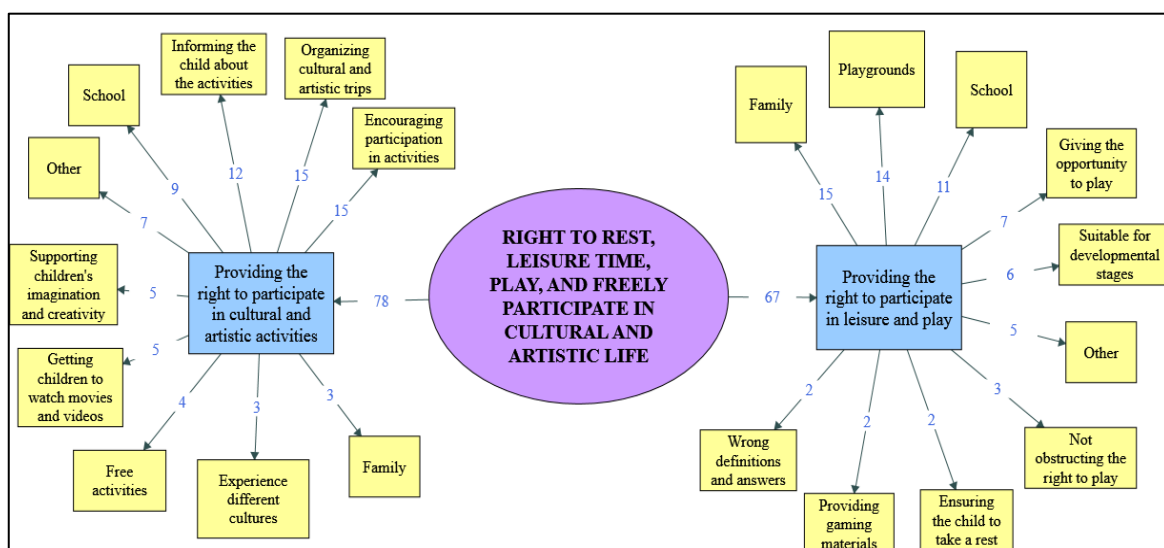 Informing the
child about
the activities
Organizing
cultural and
artistic trips
School
Encouraging
participation
in activities
Other
9
12
15
15
7
Supporting
children's
imagination
and creativity
5
Providing the
right to participate
in cultural and
artistic activities
78
Getting
children to
watch movies
and videos
5
4
3
3
Free
activities
Experience
different
cultures
Family
RIGHT TO REST,
LEISURE TIME,
PLAY, AND FREELY
PARTICIPATE IN
CULTURAL AND
ARTISTIC LIFE
67
Providing the
right to participate
in leisure and play
Family
Playgrounds
School
15
14
11
Giving the
opportunity
to play
7
Suitable for
developmental
stages
6
Other
5
3
2
2
2
Wrong
definitions
and answers
Providing
gaming
materials
Ensuring
the child to
take a rest
Not
obstructing the
right to play